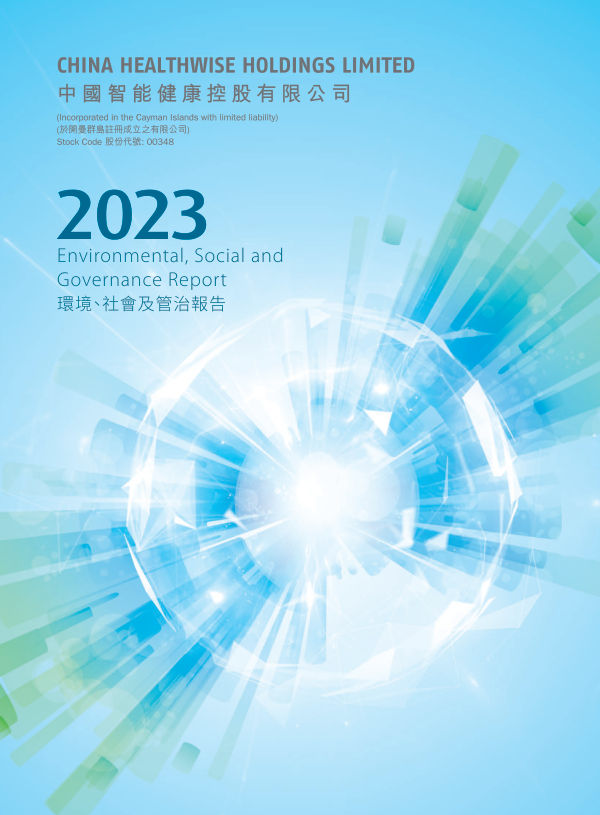 CHINA HEALTHWISE HOLDINGS LIMITED
中國智能健康控股有限公司
(Incorporated in the Cayman Islands with limited liability)
(於開曼群島註冊成立之有限公司)
Stock Code 股份代號: 00348
2023
Environmental, Social and
Governance Report
環境、社會及管治報告